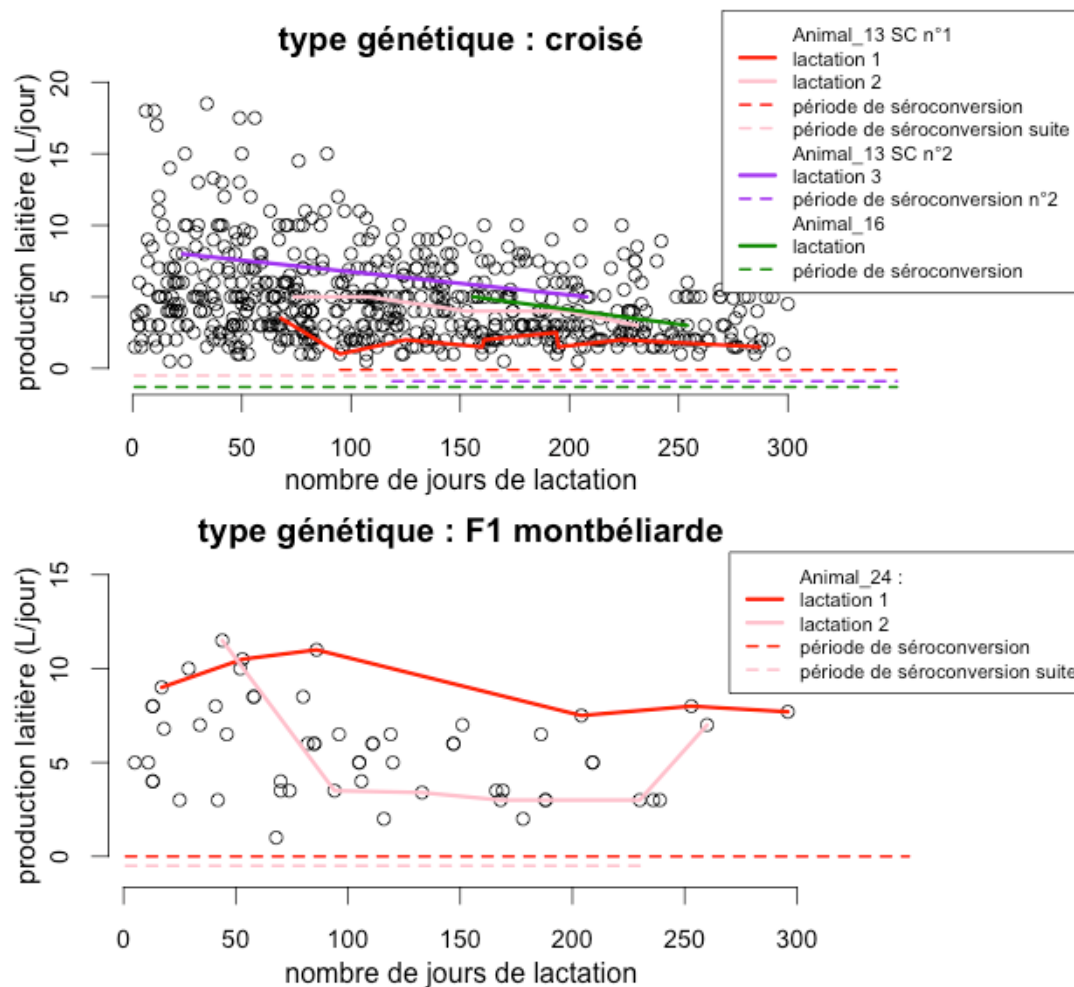 type génétique : croisé
Animal_13 SC n°1
lactation 1
lactation 2
période de séroconversion
période de séroconversion suite
Animal_13 SC n°2
lactation 3
période de séroconversion n°2
Animal_16
lactation
période de séroconversion
production laitière (L/jour)
20
15
10
5
0
0 50 100 150 200 250 300
nombre de jours de lactation
type génétique : F1 montbéliarde
Animal_24 :
lactation 1
lactation 2
période de séroconversion
période de séroconversion suite
production laitière (L/jour)
15
10
5
0
0 50 100 150 200 250 300
nombre de jours de lactation